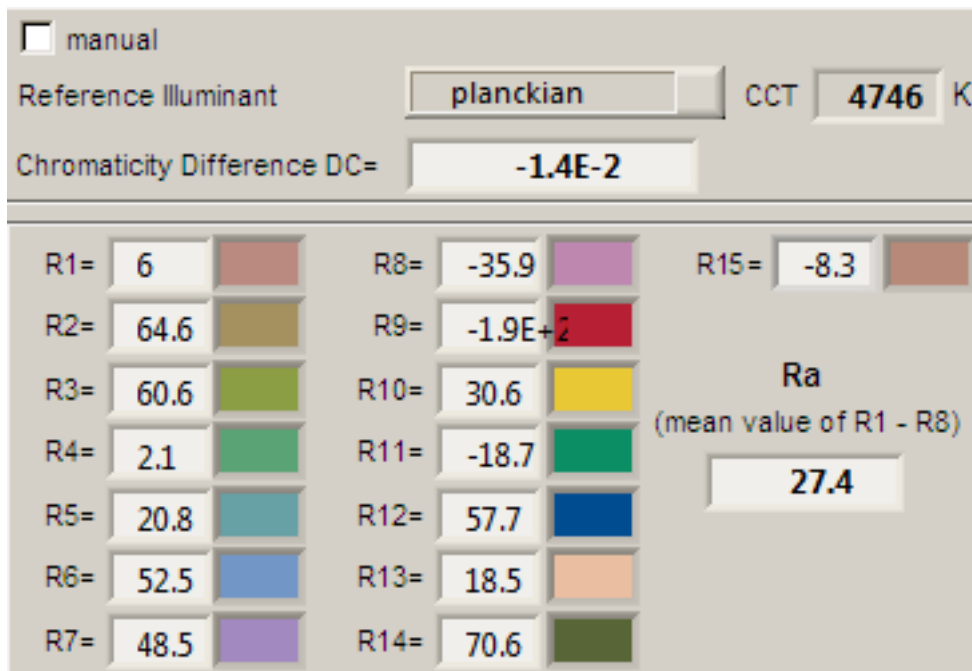 manual
Reference Illuminant planckian CCT 4746 K
Chromaticity Difference DC= -1.4E-2
R1= 6 R8= -35.9 R15= -8.3
R2= 64.6 R9= -1.9E+2
R3= 60.6 R10= 30.6 Ra
(mean value of R1 - R8)
R4= 2.1 R11= -18.7
27.4
R5= 20.8 R12= 57.7
R6= 52.5 R13= 18.5
R7= 48.5 R14= 70.6